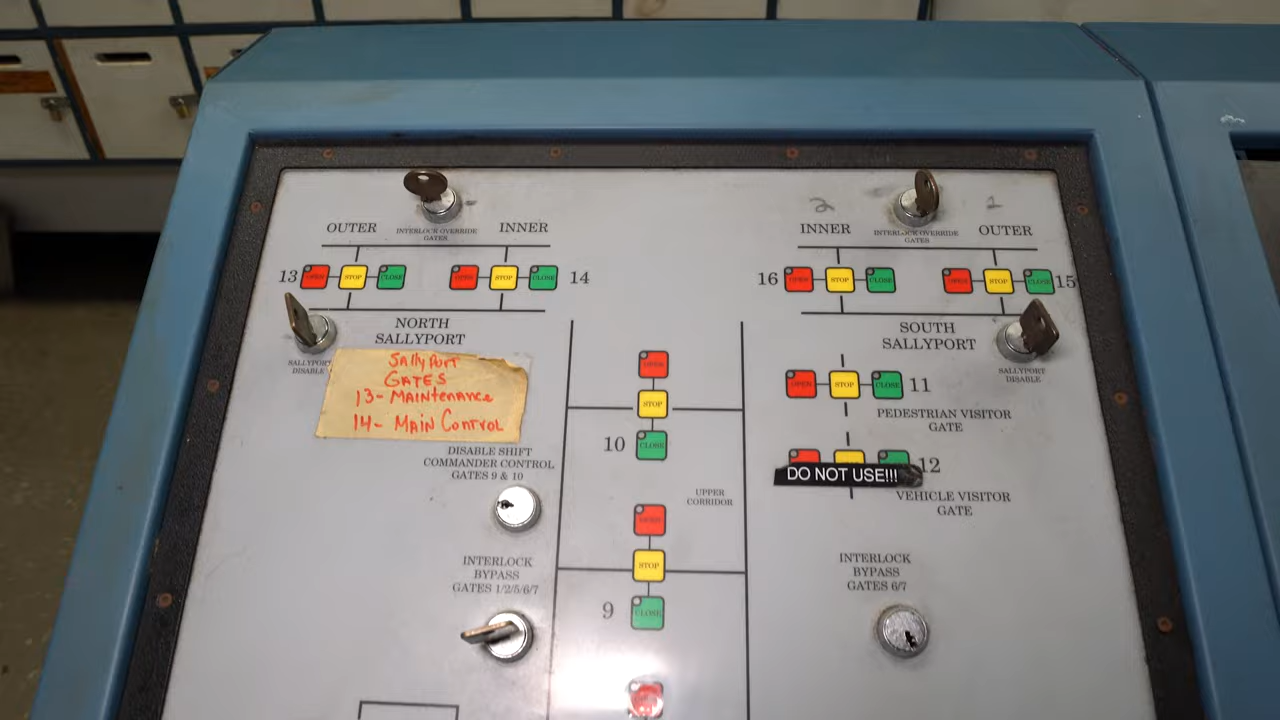 2
1
OUTER
INTERLOCK OVERRIDE
GATES
INNER
INNER
INTERLOCK OVERRIDE
GATES
OUTER
13
OPEN
STOP
CLOSE
OPEN
STOP
CLOSE
14
16
OPEN
STOP
CLOSE
OPEN
STOP
CLOSE
15
NORTH
SALLYPORT
SOUTH
SALLYPORT
SALLYPORT
DISABLE
SALLYPORT
DISABLE
SALLYPORT
GATES
13- MAINTENANCE
14- MAIN CONTROL
OPEN
STOP
10
CLOSE
OPEN
STOP
CLOSE
11
PEDESTRIAN VISITOR
GATE
12
DO NOT USE!!!
VEHICLE VISITOR
GATE
DISABLE SHIFT
COMMANDER CONTROL
GATES 9 & 10
UPPER
CORRIDOR
OPEN
STOP
9
CLOSE
INTERLOCK
BYPASS
GATES 1/2/5/6/7
INTERLOCK
BYPASS
GATES 6/7